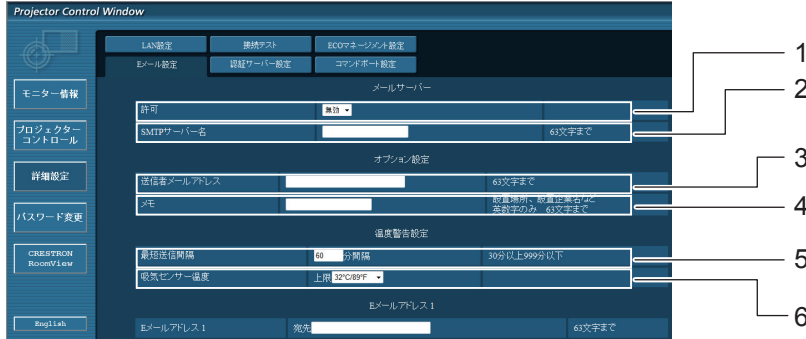 Projector Control Window
LAN設定 接続テスト ECOマネージメント設定
Eメール設定 認証サーバー設定 コマンドポート設定
モニター情報
プロジェクター
コントロール
詳細設定
パスワード変更
CRESTRON
RoomView
English
メールサーバー
許可 無効
SMTPサーバー名 63文字まで
オプション設定
送信者メールアドレス 63文字まで
メモ 設置場所、設置企業名など
英数字のみ 63文字まで
温度警告設定
最短送信間隔 60 分間隔 30分以上999分以下
吸気センサー温度 上限 32°C/89°F
Eメールアドレス 1
Eメールアドレス 1 宛先 63文字まで
1
2
3
4
5
6